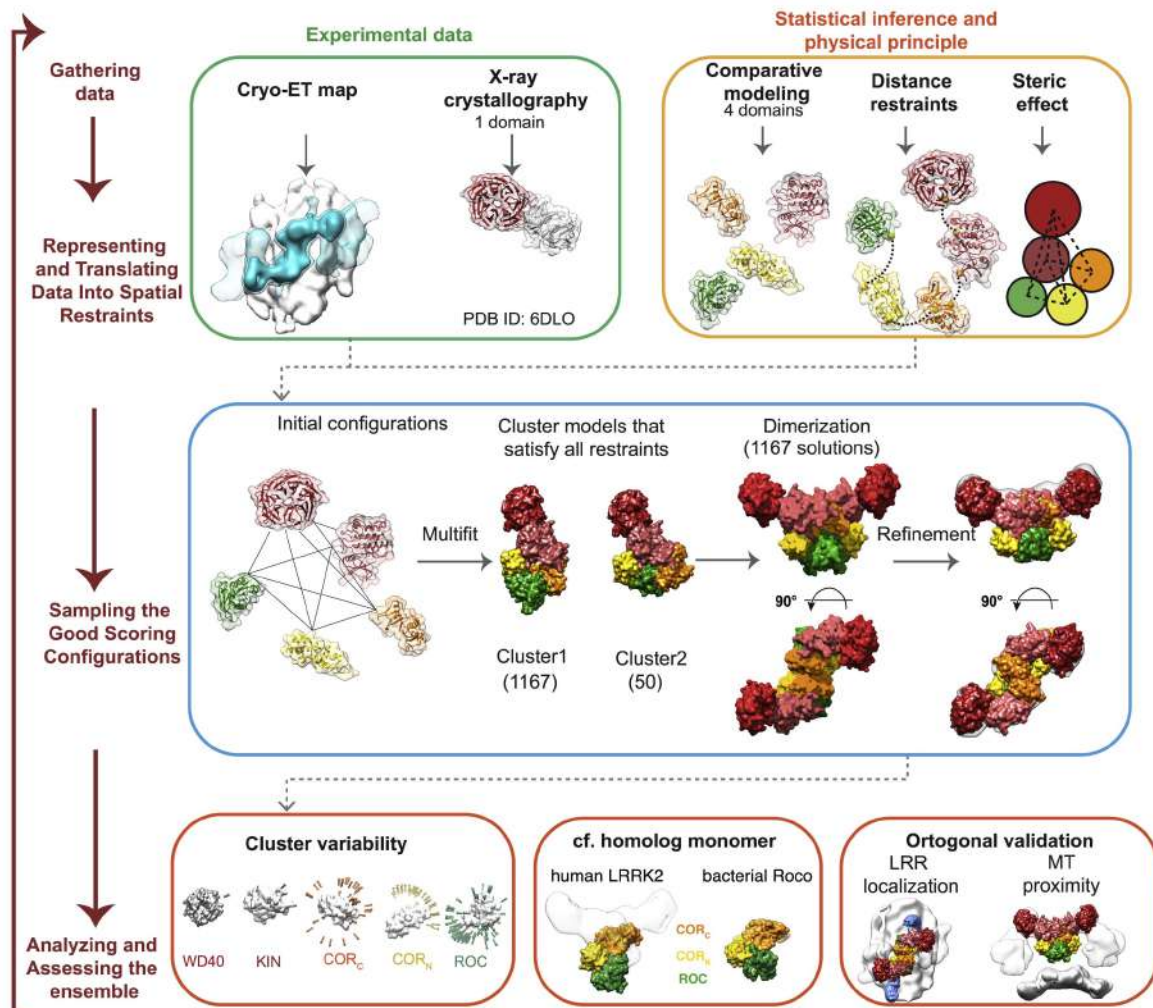 Gathering
data
Representing
and Translating
Data Into Spatial
Restraints
Sampling the
Good Scoring
Configurations
Analyzing and
Assessing the
ensemble
Experimental data
Cryo-ET map
X-ray
crystallography
1 domain
PDB ID: 6DLO
Statistical inference and
physical principle
Comparative
modeling
4 domains
Distance
restraints
Steric
effect
Initial configurations
Multifit
Cluster models that
satisfy all restraints
Cluster1
(1167)
Cluster2
(50)
Dimerization
(1167 solutions)
90°
Refinement
90°
Cluster variability
WD40
KIN
CORC
CORN
ROC
cf. homolog monomer
human LRRK2
bacterial Roco
CORC
CORN
ROC
Ortogonal validation
LRR
localization
MT
proximity